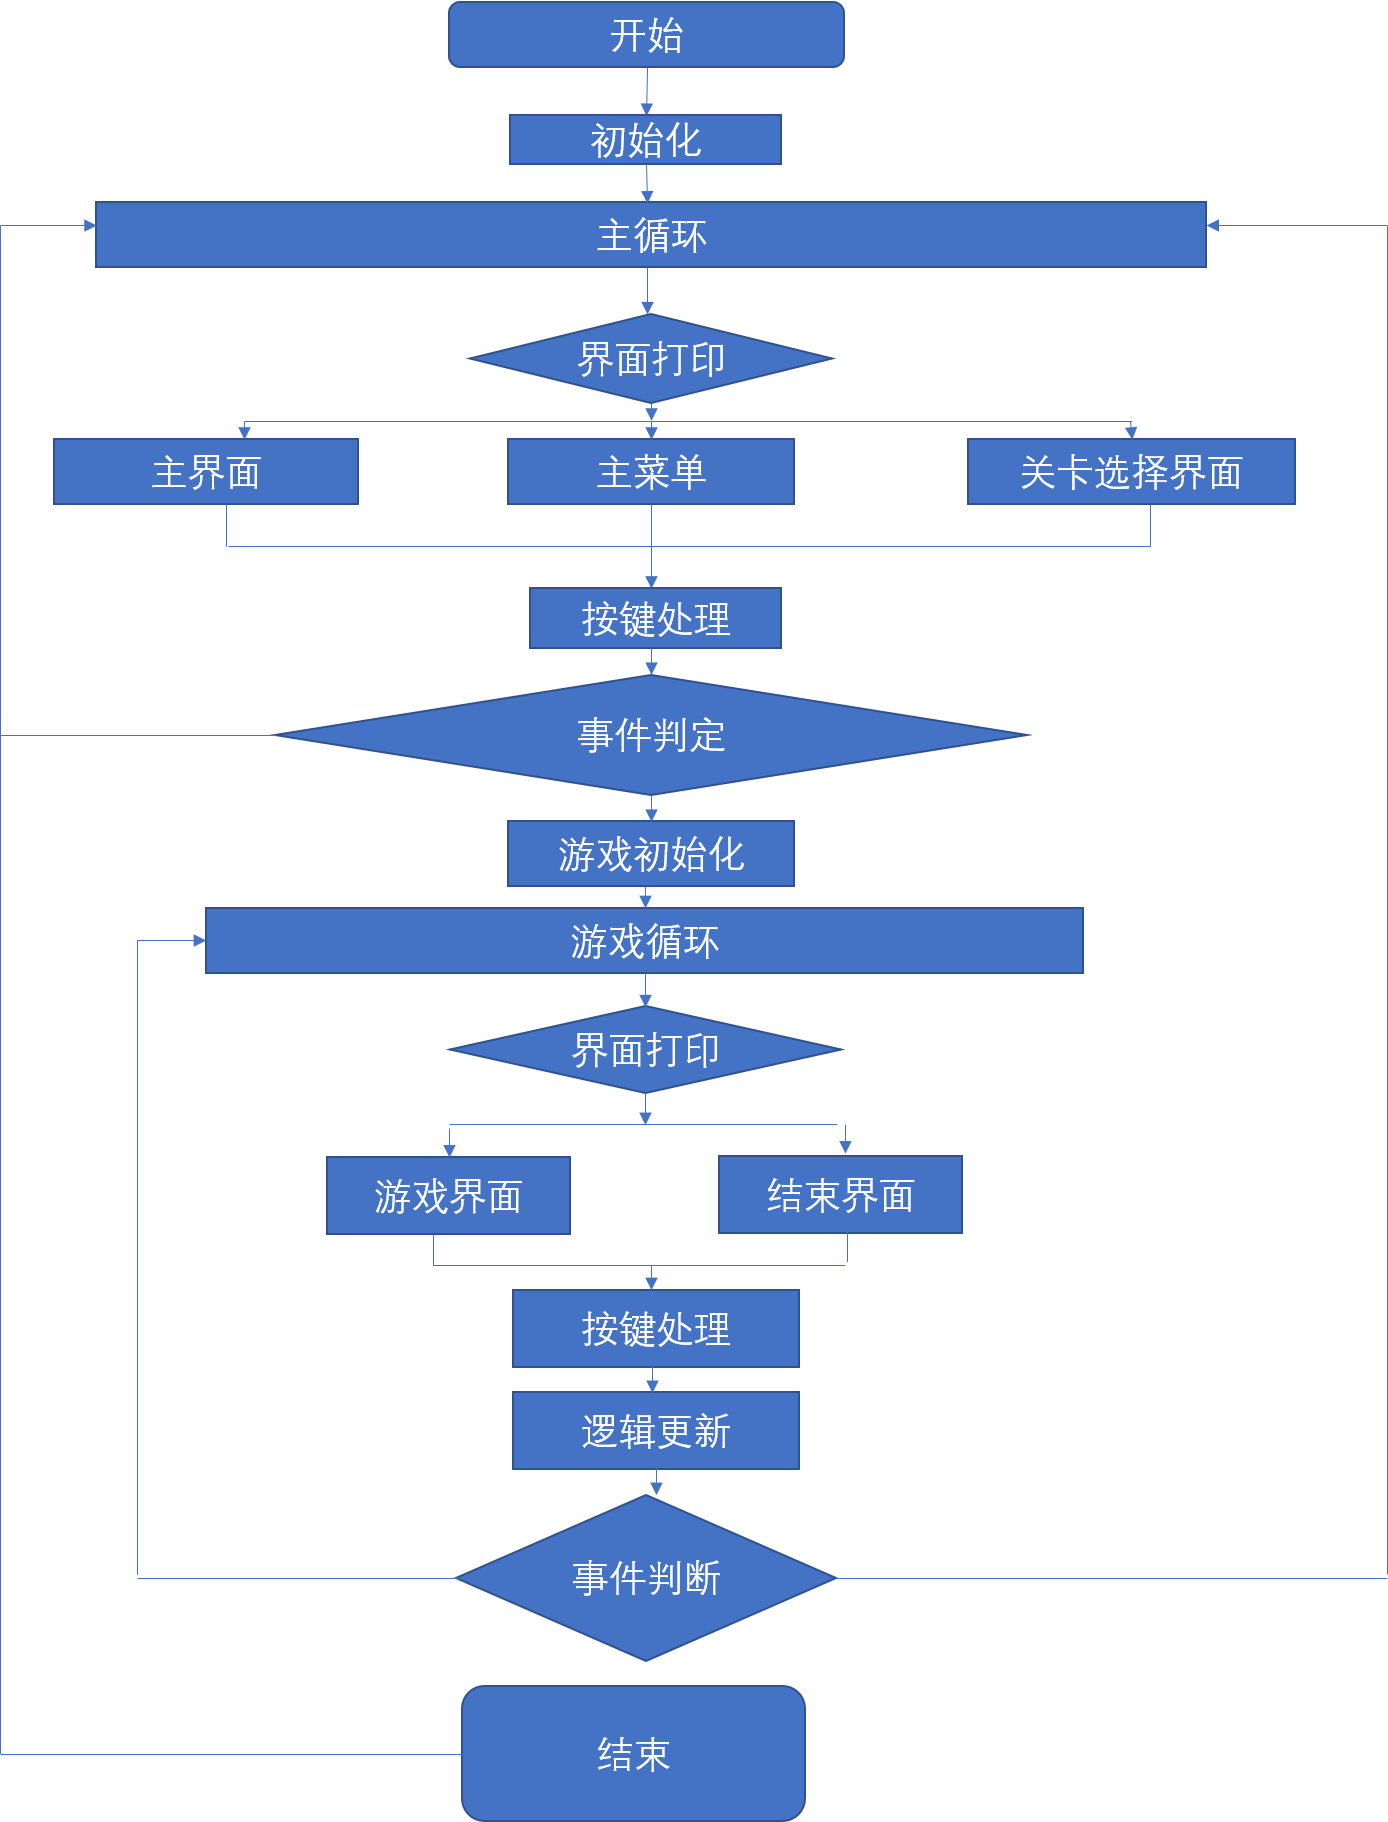 开始
初始化
主循环
界面打印
主界面
主菜单
关卡选择界面
按键处理
事件判定
游戏初始化
游戏循环
界面打印
游戏界面
结束界面
按键处理
逻辑更新
事件判断
结束